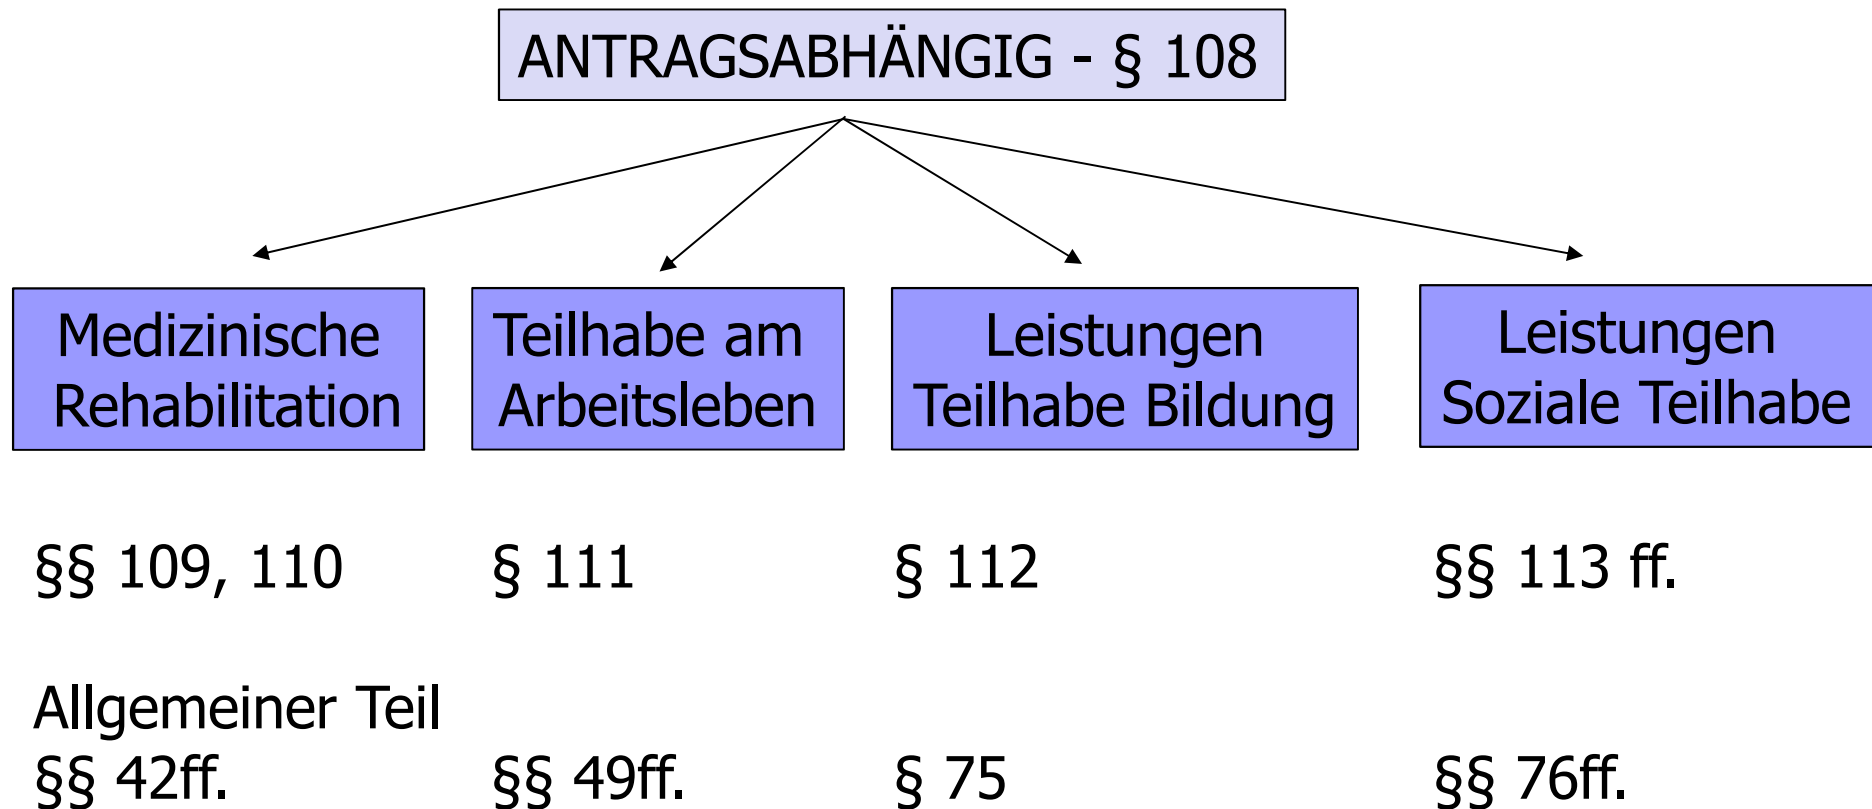 ANTRAGSABHÄNGIG - § 108
Medizinische
Rehabilitation
Teilhabe am
Arbeitsleben
Leistungen
Teilhabe Bildung
Leistungen
Soziale Teilhabe
§§ 109, 110
§ 111
§ 112
§§ 113 ff.
Allgemeiner Teil
§§ 42ff.
§§ 49ff.
§ 75
§§ 76ff.